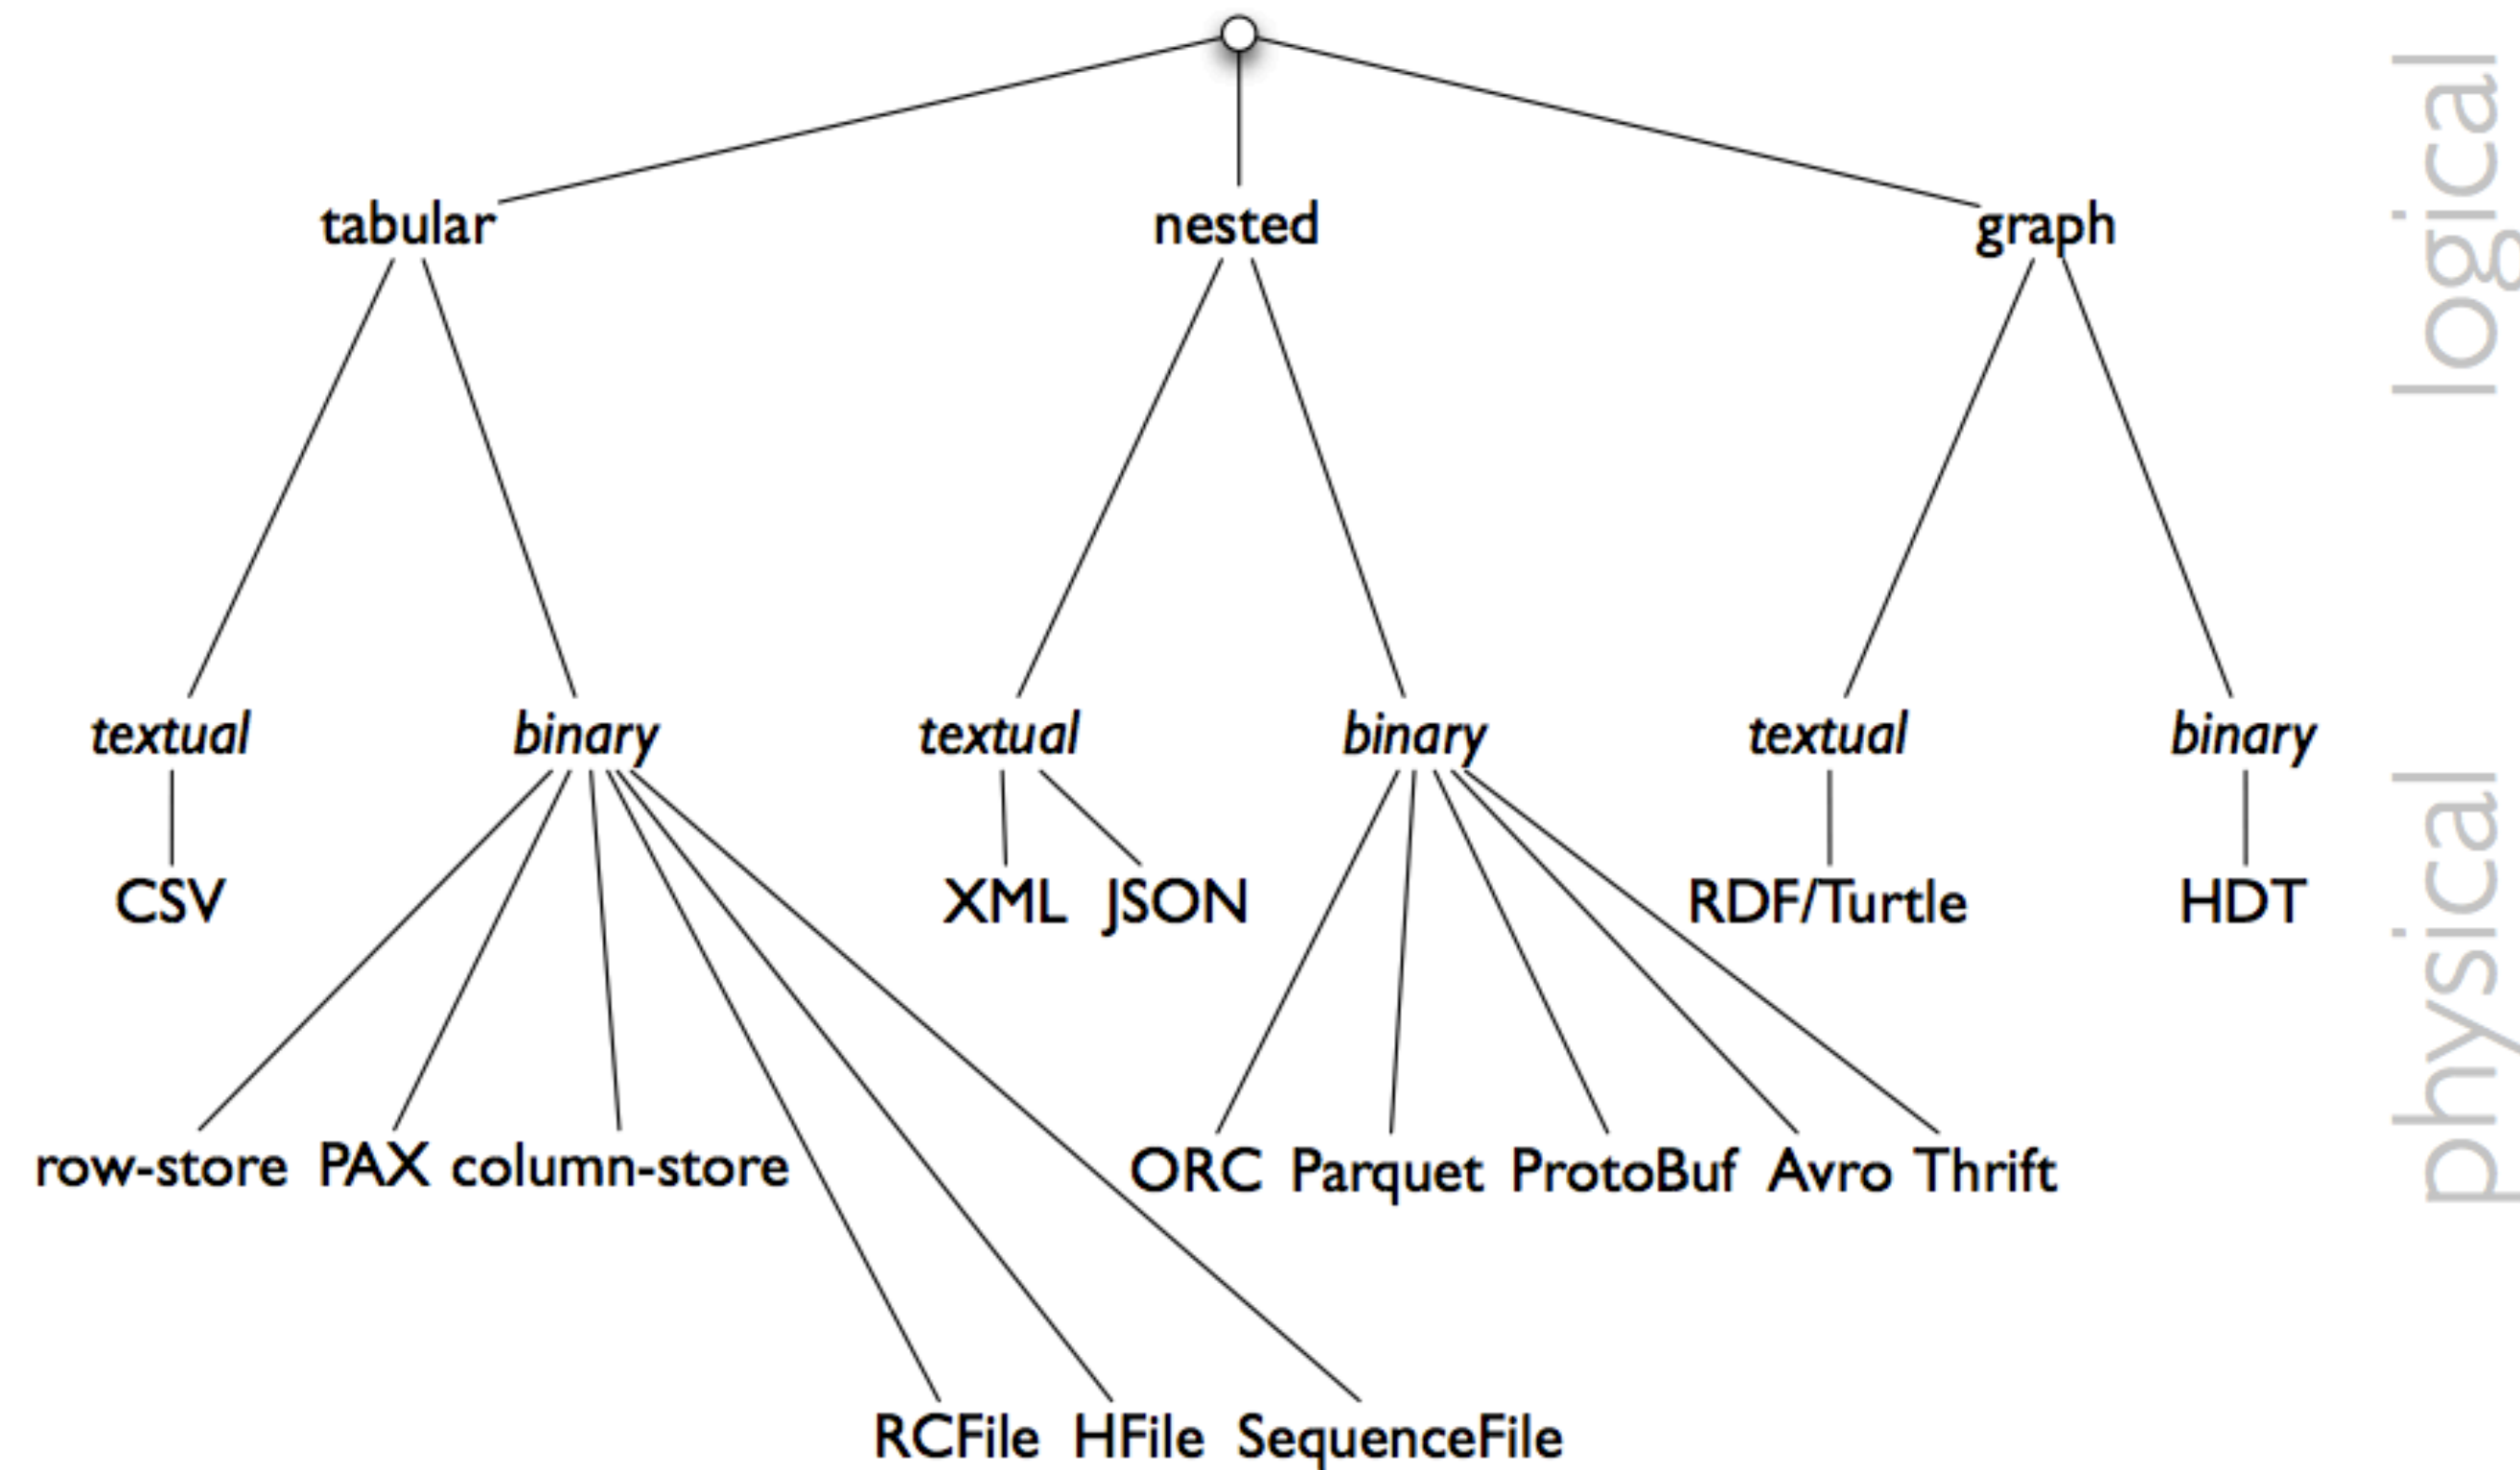 tabular nested graph
textual binary textual binary textual binary
CSV XML JSON RDF/Turtle HDT
row-store PAX column-store ORC Parquet ProtoBuf Avro Thrift
RCFile HFile SequenceFile
logical
physical